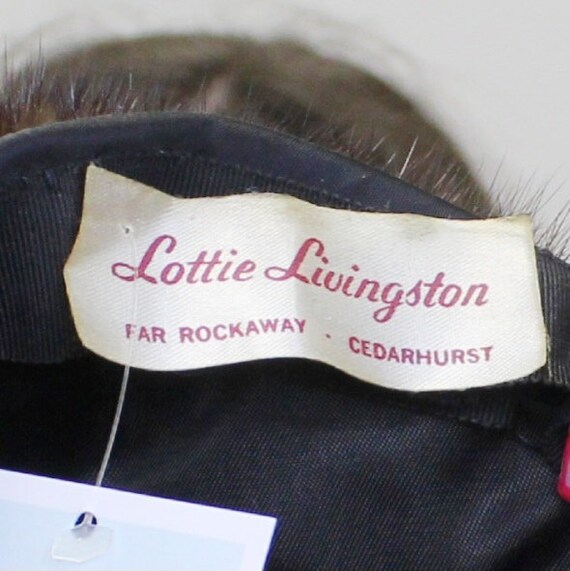 Lottie Livingston
FAR ROCKAWAY · CEDARHURST